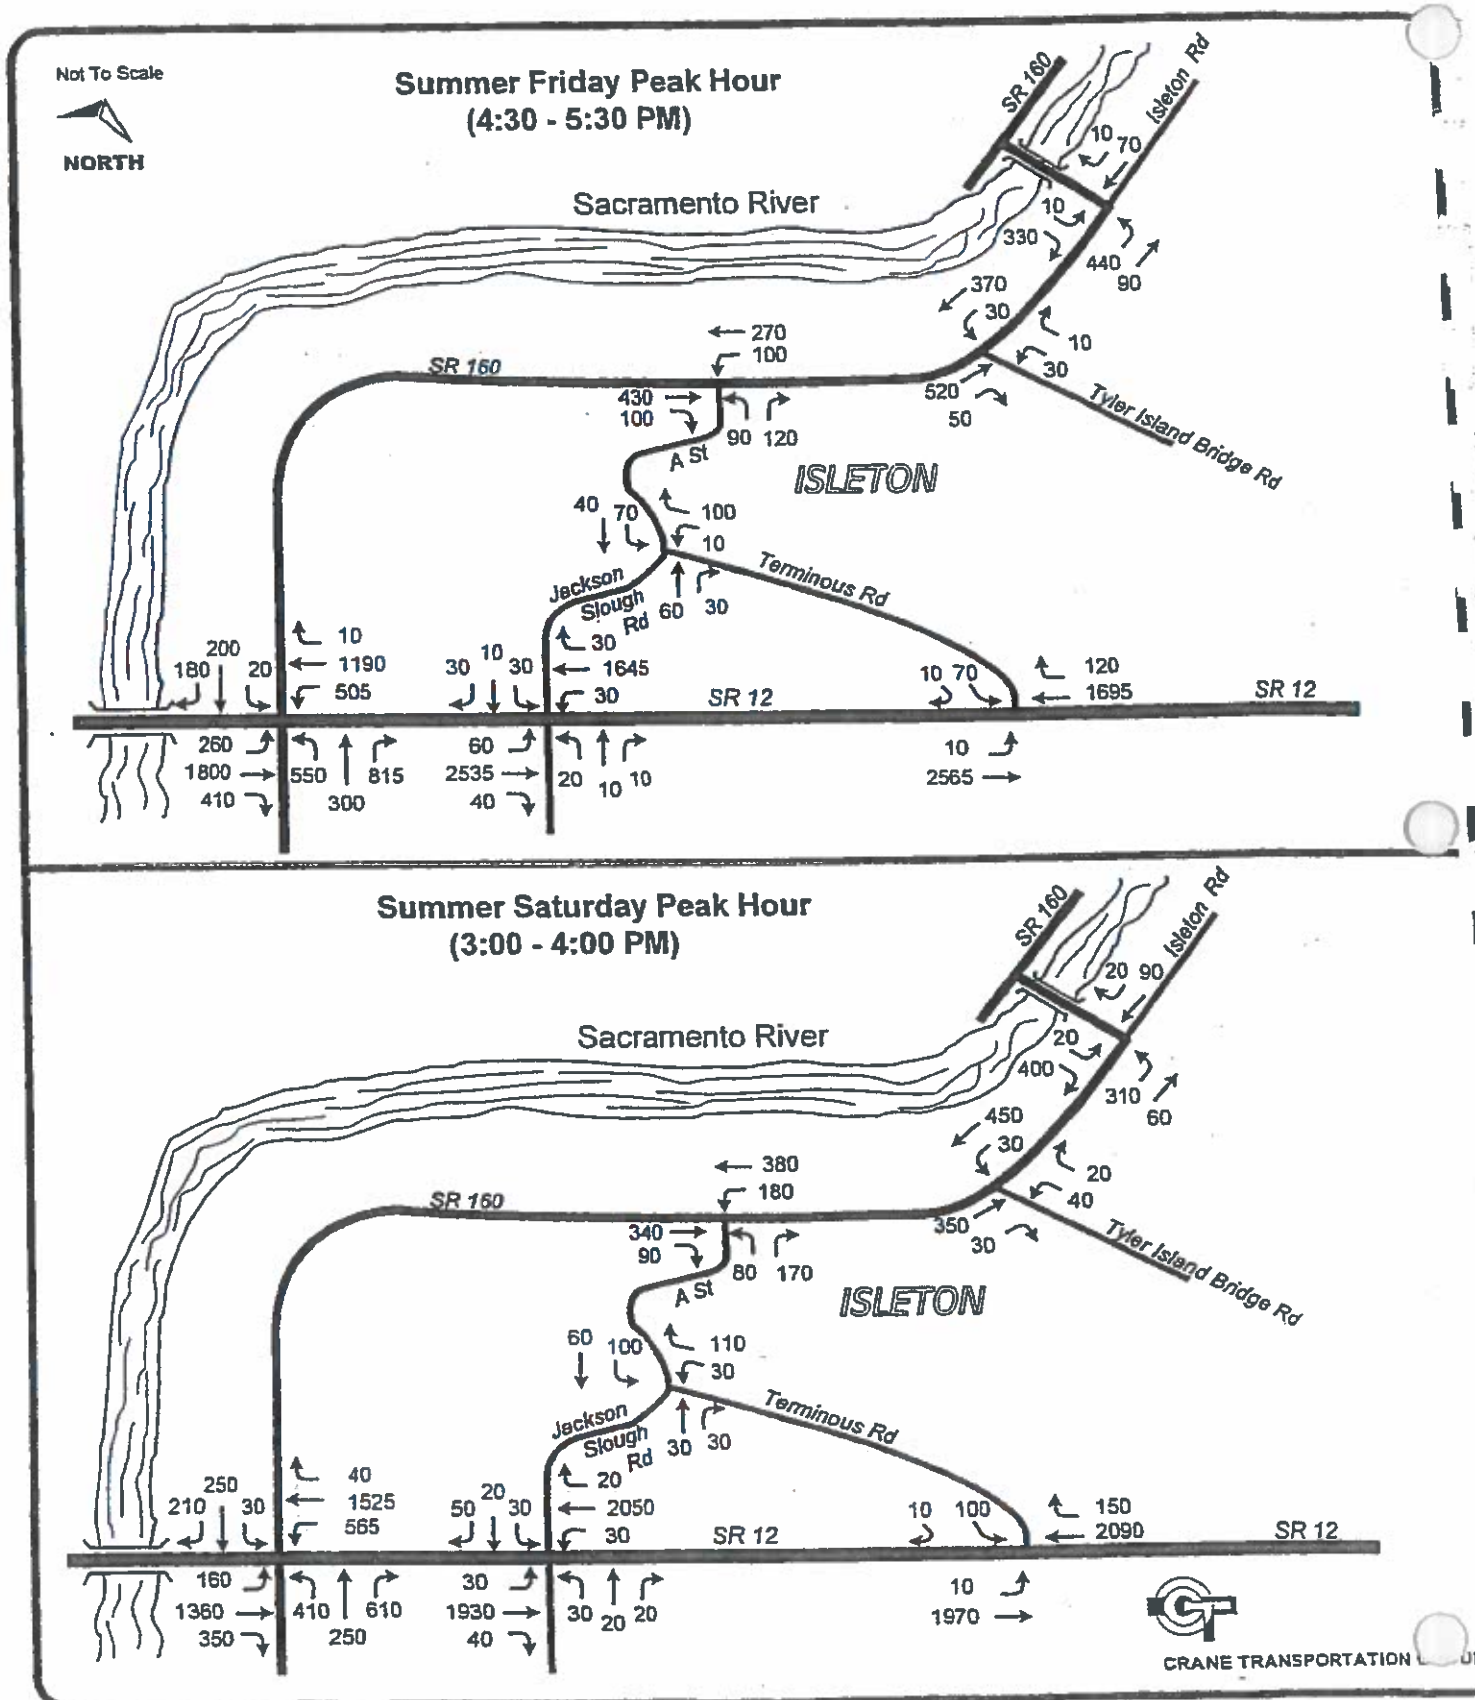 Not To Scale
NORTH
Summer Friday Peak Hour
(4:30 - 5:30 PM)
SR 160
Isleton Rd
10 70
Sacramento River
10
330
440
90
370
30
270
100
SR 160
10
30
430
100
520
50
90 120
Tyler Island Bridge Rd
A St
ISLETON
40 70
100
10
Terminous Rd
Jackson
Slough
Rd
60 30
10
200
1190
180 20
505
30
10
30 30
1645
30
SR 12
10 70
120
1695
SR 12
260
1800
410
550 815
300
60
2535
40
20 10 10
10
2565
Summer Saturday Peak Hour
(3:00 - 4:00 PM)
SR 160
Isleton Rd
20 90
Sacramento River
20
400
310
60
450
30
380
180
SR 160
20
40
340
90
350
30
80 170
Tyler Island Bridge Rd
A St
ISLETON
60 100
110
30
Terminous Rd
Jackson
Slough
Rd
30 30
40
250
1525
210 30
565
20
20
50 30
2050
30
SR 12
10 100
150
2090
SR 12
160
1360
350
410 610
250
30
1930
40
30 20 20
10
1970
CRANE TRANSPORTATION